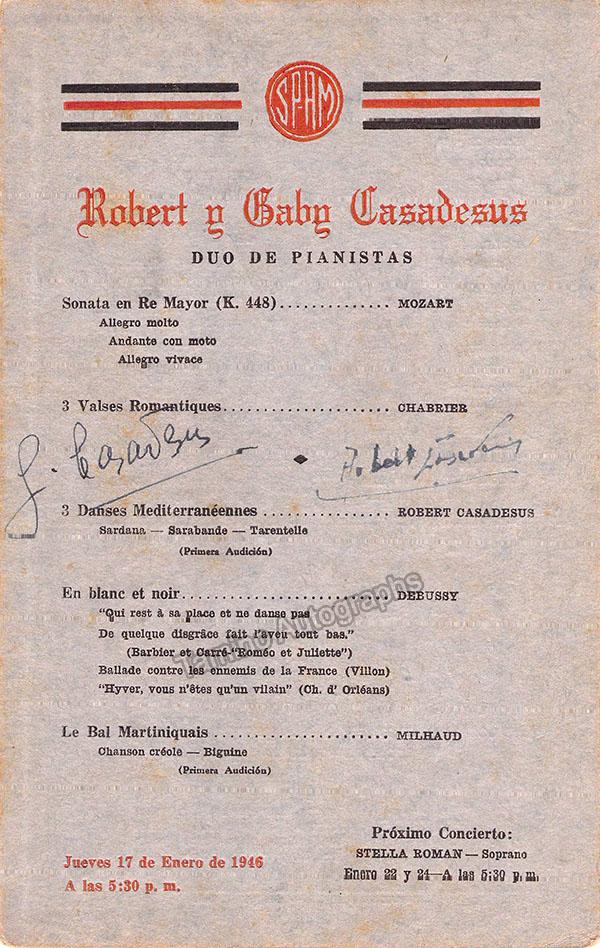 SPAM
Robert y Gaby Casadesus
DUO DE PIANISTAS
Sonata en Re Mayor (K. 448).............. MOZART
Allegro molto
Andante con moto
Allegro vivace
3 Valses Romantiques..................... CHABRIER
G. Casadesus
Robert Casadesus
3 Danses Mediterranéennes ................ ROBERT CASADESUS
Sardana — Sarabande — Tarentelle
(Primera Audición)
En blanc et noir.......................... DEBUSSY
"Qui rest à sa place et ne danse pas
De quelque disgrâce fait l'aveu tout bas."
(Barbier et Carré-"Roméo et Juliette")
Ballade contre les ennemis de la France (Villon)
"Hyver, vous n'êtes qu'un vilain" (Ch. d' Orléans)
Tamino Autographs
Le Bal Martiniquais ...................... MILHAUD
Chanson créole — Biguine
(Primera Audición)
Jueves 17 de Enero de 1946
A las 5:30 p. m.
Próximo Concierto:
STELLA ROMAN — Soprano
Enero 22 y 24—A las 5:30 p. m.